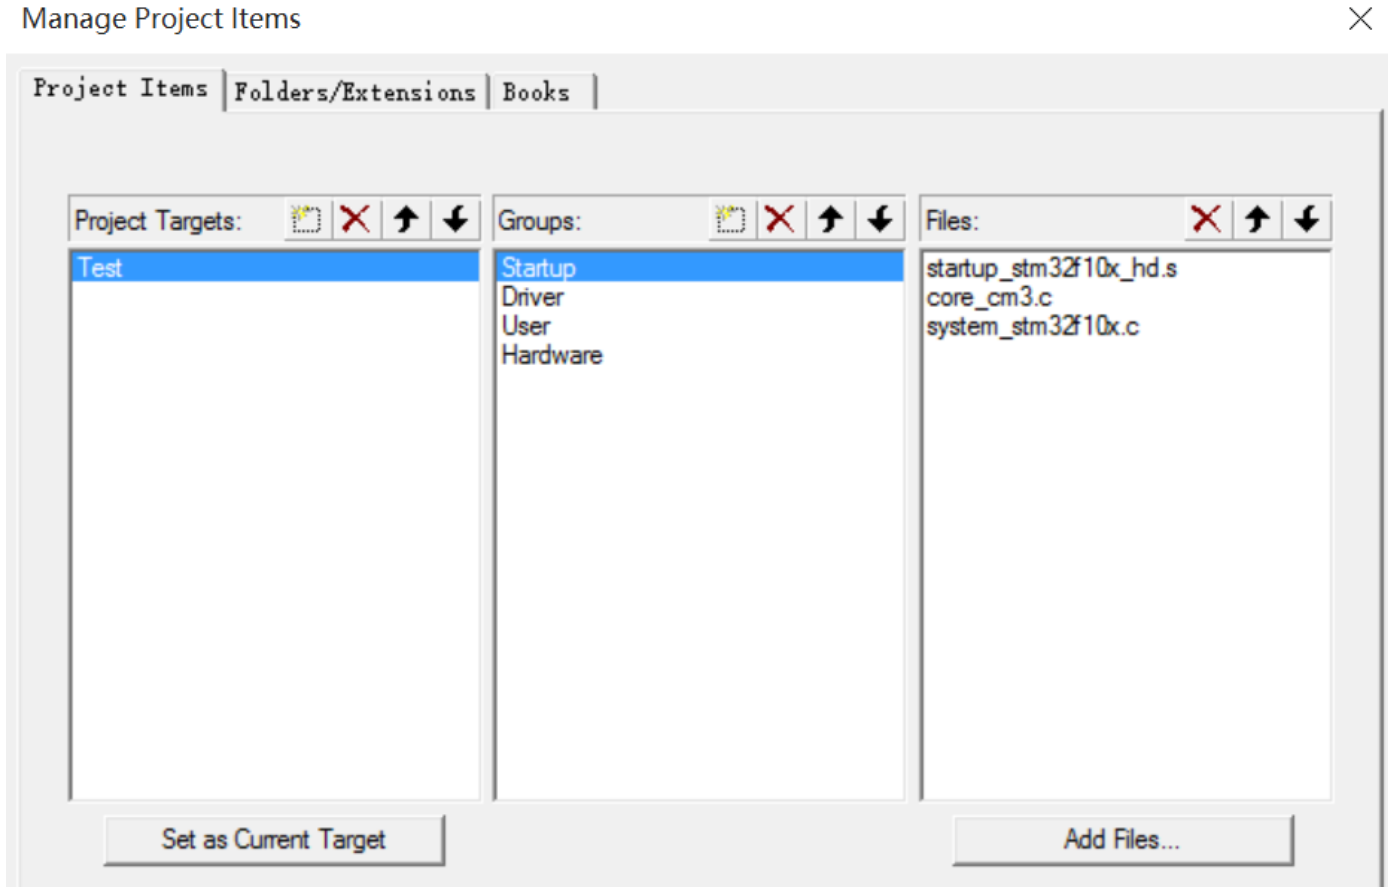 Manage Project Items
Project Items
Folders/Extensions
Books
Project Targets:
Groups:
Files:
Test
Startup
Driver
User
Hardware
startup_stm32f10x_hd.s
core_cm3.c
system_stm32f10x.c
Set as Current Target
Add Files...